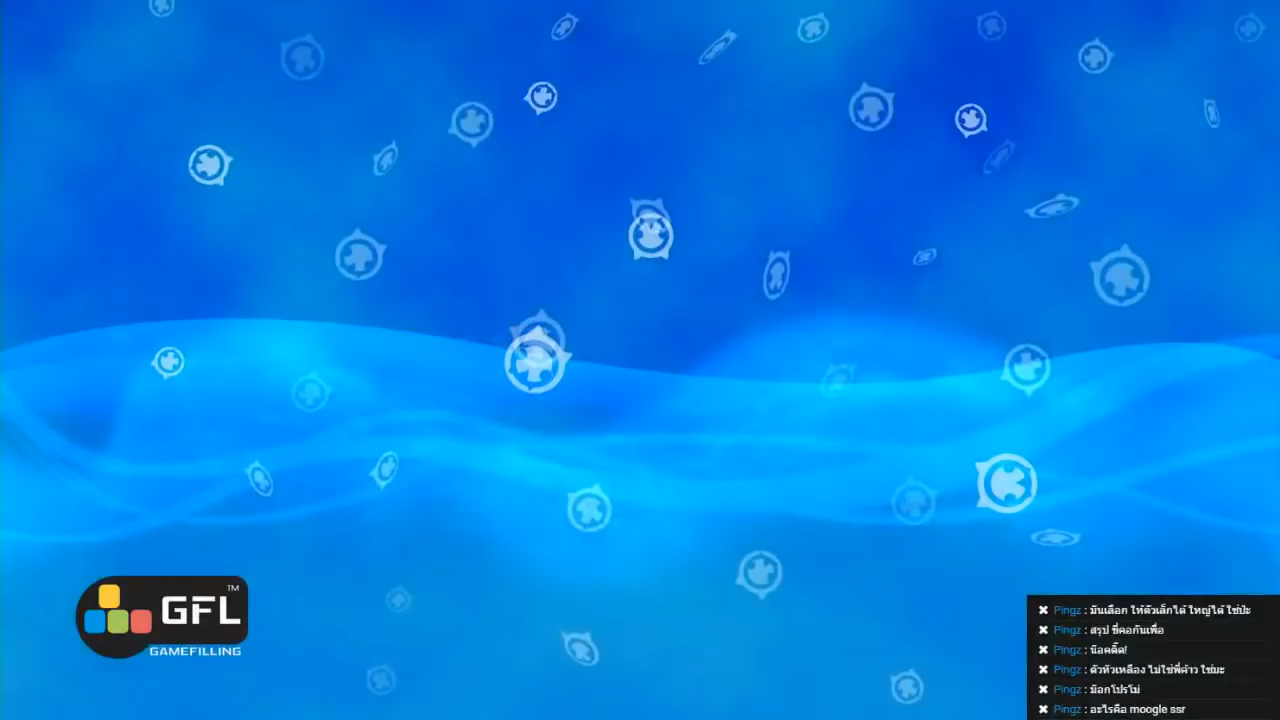 GFL™
GAMEFILLING
✖ Pingz : มันเลือก ให้ตัวเล็กได้ ใหญ่ได้ ใช่ป่ะ
✖ Pingz : สรุป ขี่คอกันเพื่อ
✖ Pingz : น๊อคดิ๊ด!
✖ Pingz : ตัวหัวเหลือง ไม่ใช่พี่ค้าว ใช่มะ
✖ Pingz : ม็อกโปรโม่
✖ Pingz : อะไรคือ moogle ssr